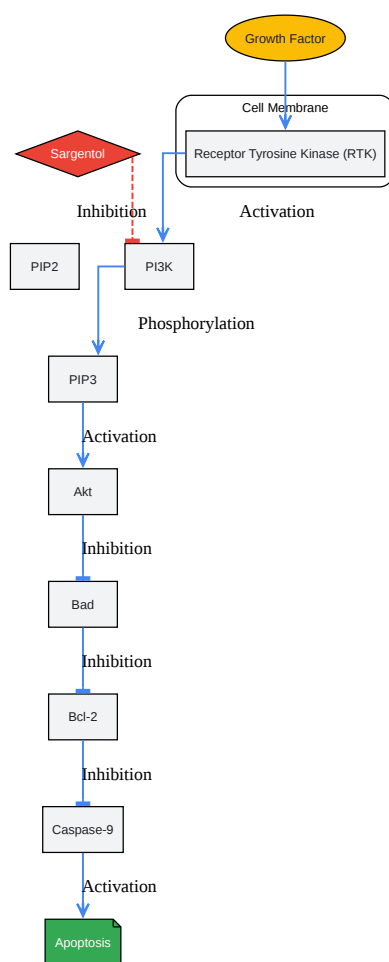 Growth Factor
Cell Membrane
Sargentol
Receptor Tyrosine Kinase (RTK)
Inhibition
Activation
PIP2
PI3K
Phosphorylation
PIP3
Activation
Akt
Inhibition
Bad
Inhibition
Bcl-2
Inhibition
Caspase-9
Activation
Apoptosis